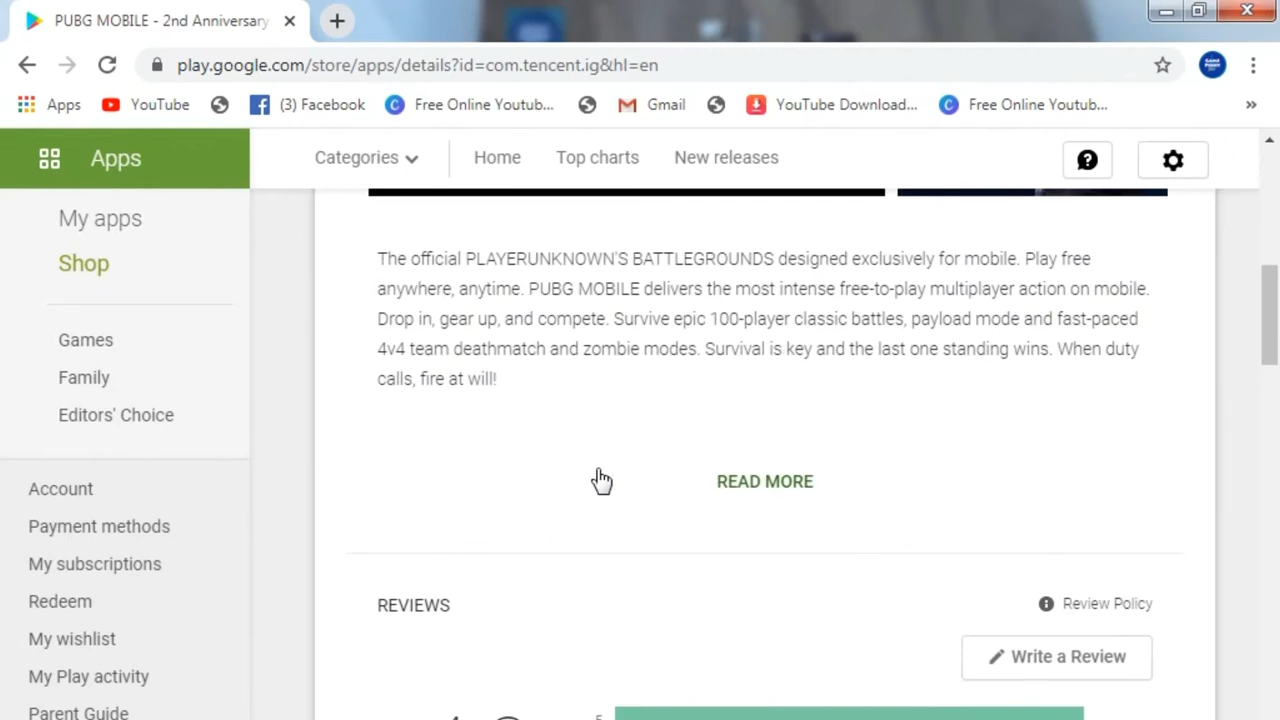 PUBG MOBILE - 2nd Anniversary
play.google.com/store/apps/details?id=com.tencent.ig&hl=en
Apps YouTube (3) Facebook Free Online Youtub... Gmail YouTube Download... Free Online Youtub... »
Apps Categories Home Top charts New releases
My apps
Shop
Games
Family
Editors' Choice
Account
Payment methods
My subscriptions
Redeem
My wishlist
My Play activity
Parent Guide
The official PLAYERUNKNOWN'S BATTLEGROUNDS designed exclusively for mobile. Play free
anywhere, anytime. PUBG MOBILE delivers the most intense free-to-play multiplayer action on mobile.
Drop in, gear up, and compete. Survive epic 100-player classic battles, payload mode and fast-paced
4v4 team deathmatch and zombie modes. Survival is key and the last one standing wins. When duty
calls, fire at will!
READ MORE
REVIEWS
Review Policy
Write a Review
5